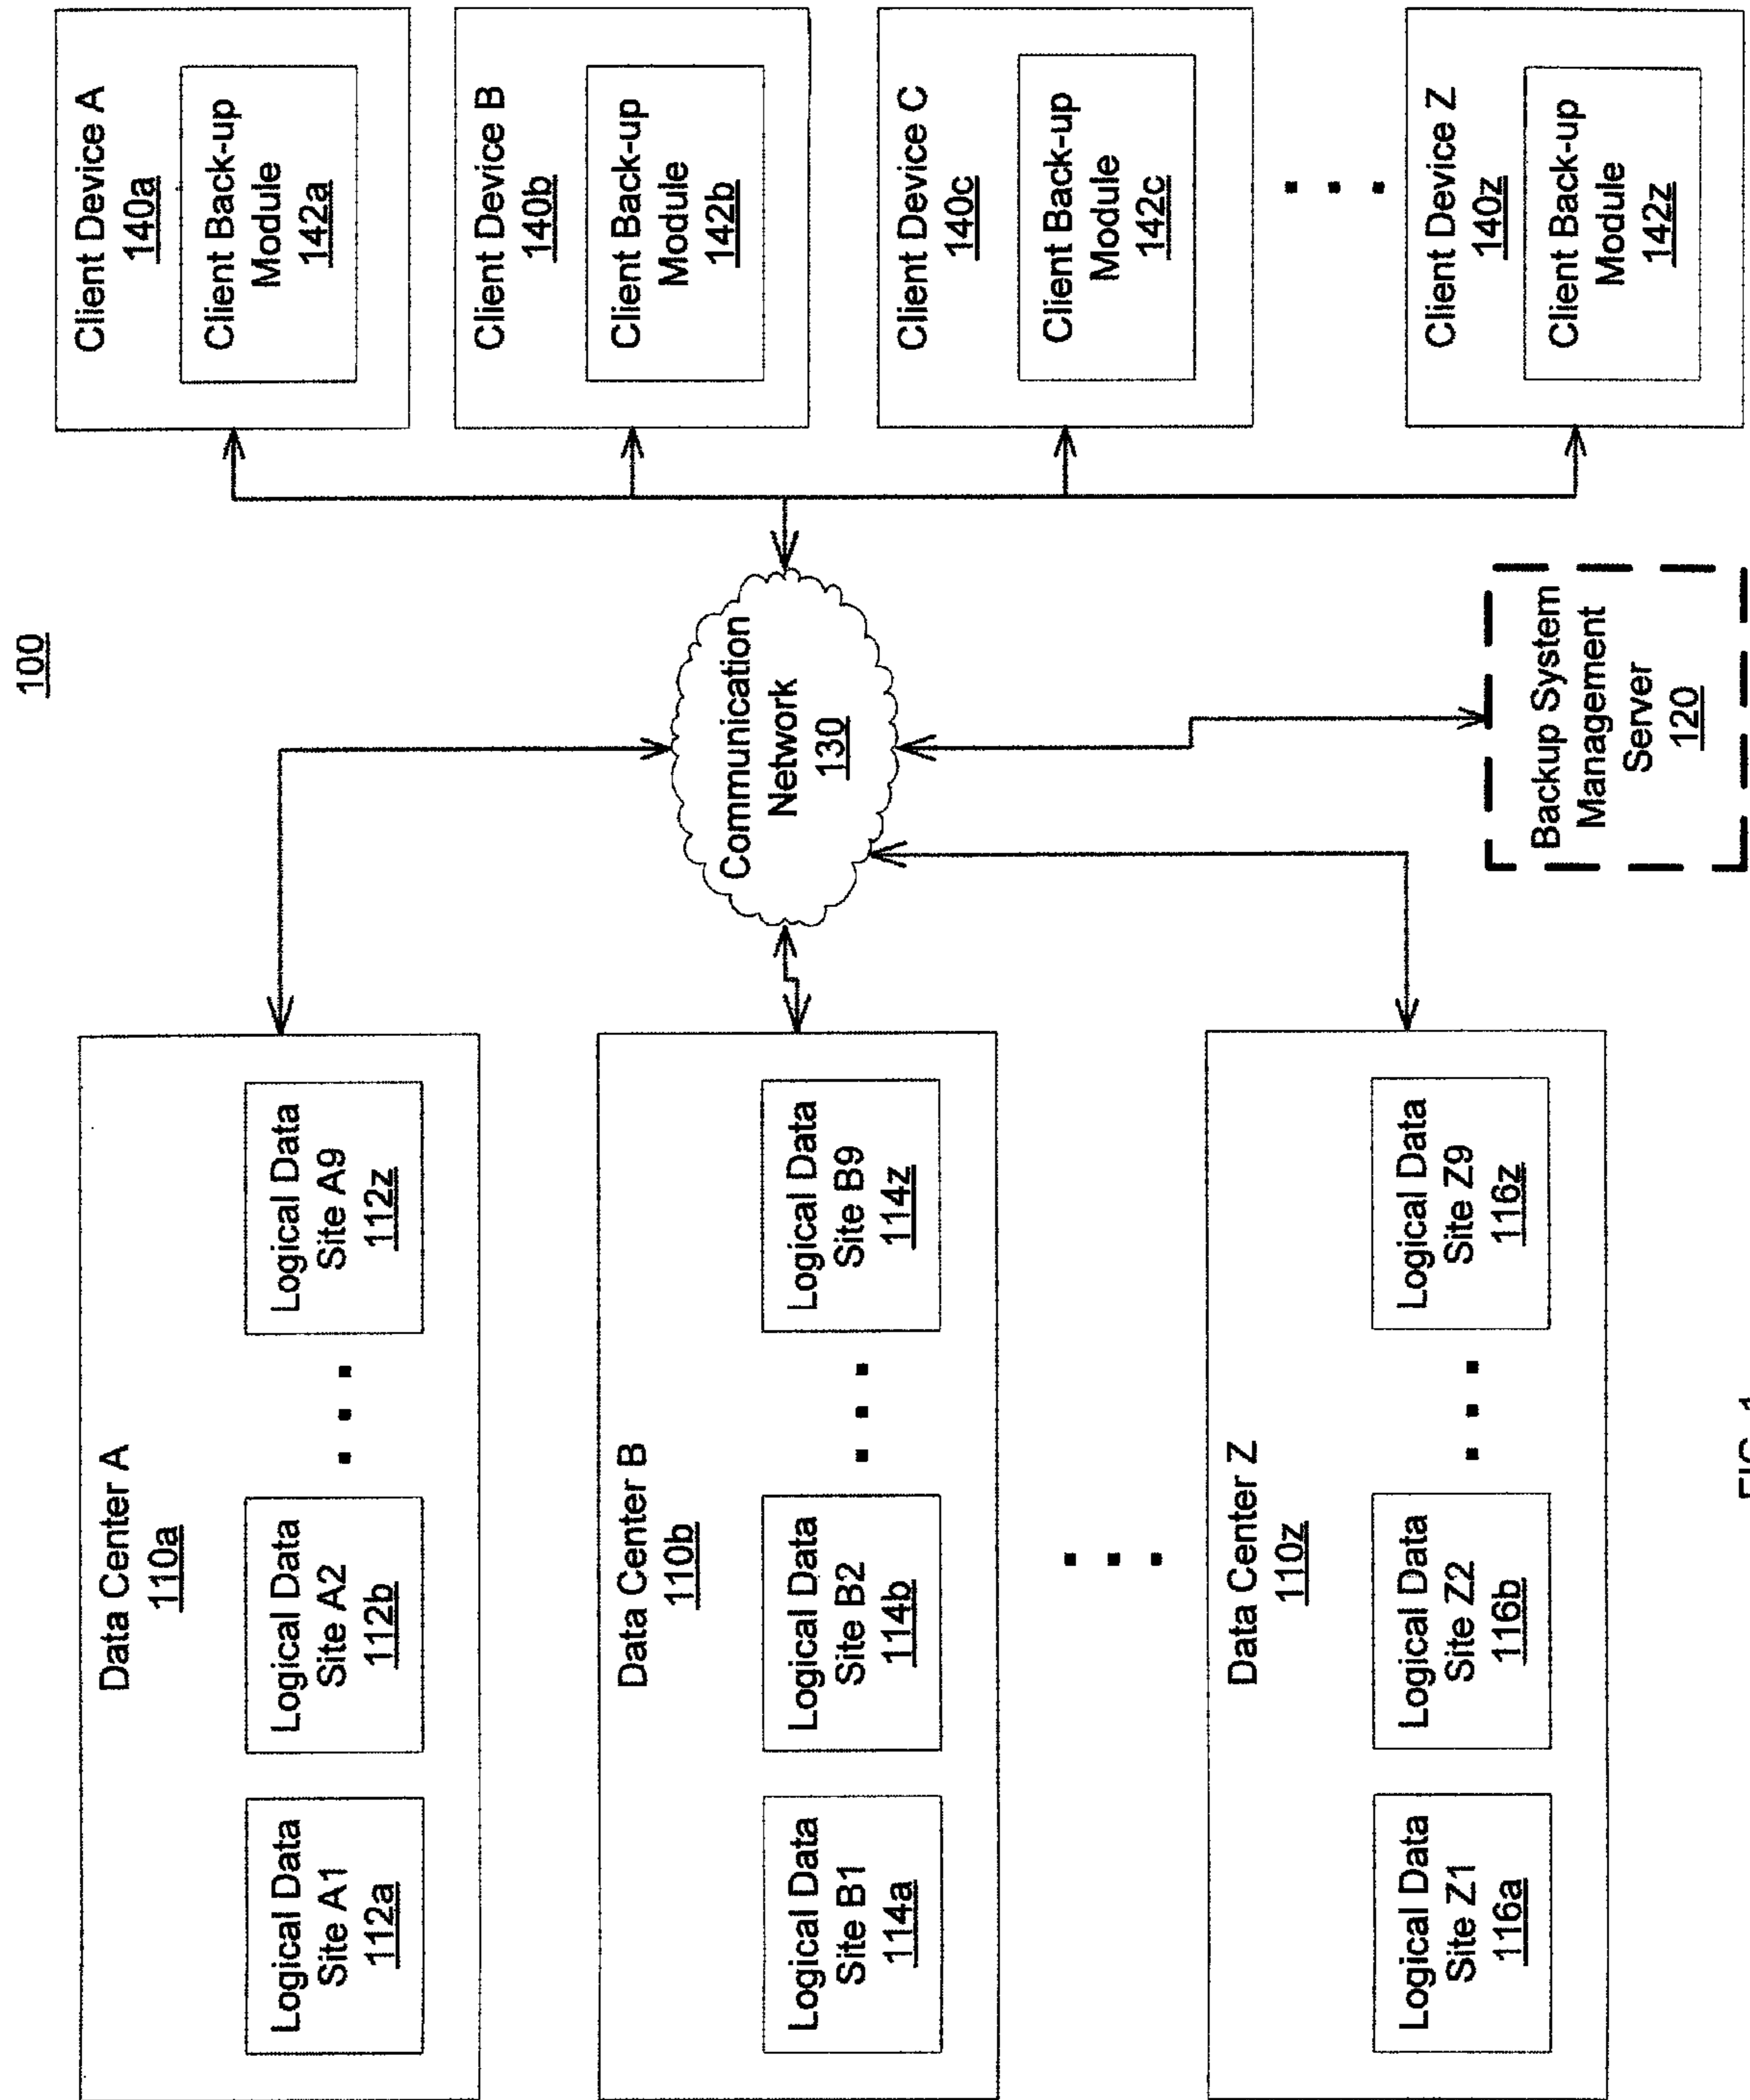 100
Data Center A
110a
Logical Data
Site A1
112a
Logical Data
Site A2
112b
Logical Data
Site A9
112z
Data Center B
110b
Logical Data
Site B1
114a
Logical Data
Site B2
114b
Logical Data
Site B9
114z
Data Center Z
110z
Logical Data
Site Z1
116a
Logical Data
Site Z2
116b
Logical Data
Site Z9
116z
Communication
Network
130
Backup System
Management
Server
120
Client Device A
140a
Client Back-up
Module
142a
Client Device B
140b
Client Back-up
Module
142b
Client Device C
140c
Client Back-up
Module
142c
Client Device Z
140z
Client Back-up
Module
142z
FIG. 1